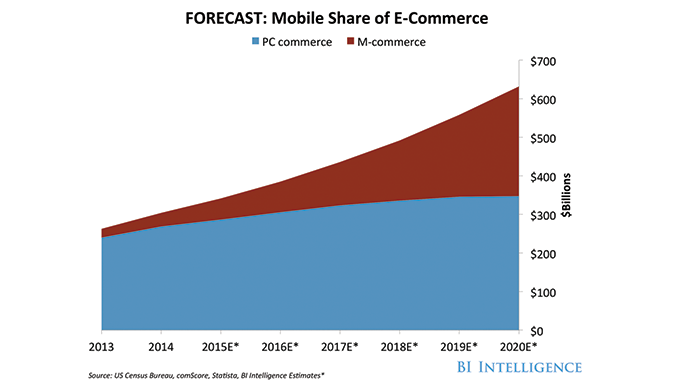 FORECAST: Mobile Share of E-Commerce
PC commerce M-commerce
$700
$600
$500
$400
$300
$200
$100
$0
$Billions
2013 2014 2015E* 2016E* 2017E* 2018E* 2019E* 2020E*
Source: US Census Bureau, comScore, Statista, BI Intelligence Estimates*
BI INTELLIGENCE